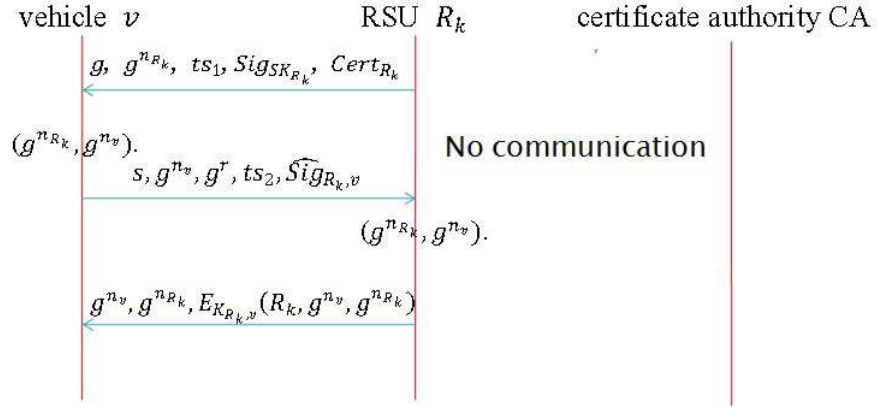 vehicle v
RSU R_k
certificate authority CA
g, g^{n_{R_k}}, ts_1, Sig_{SK_{R_k}}, Cert_{R_k}
(g^{n_{R_k}}, g^{n_v}).
No communication
s, g^{n_v}, g^r, ts_2, \widehat{Sig}_{R_k,v}
(g^{n_{R_k}}, g^{n_v}).
g^{n_v}, g^{n_{R_k}}, E_{K_{R_k,v}}(R_k, g^{n_v}, g^{n_{R_k}})